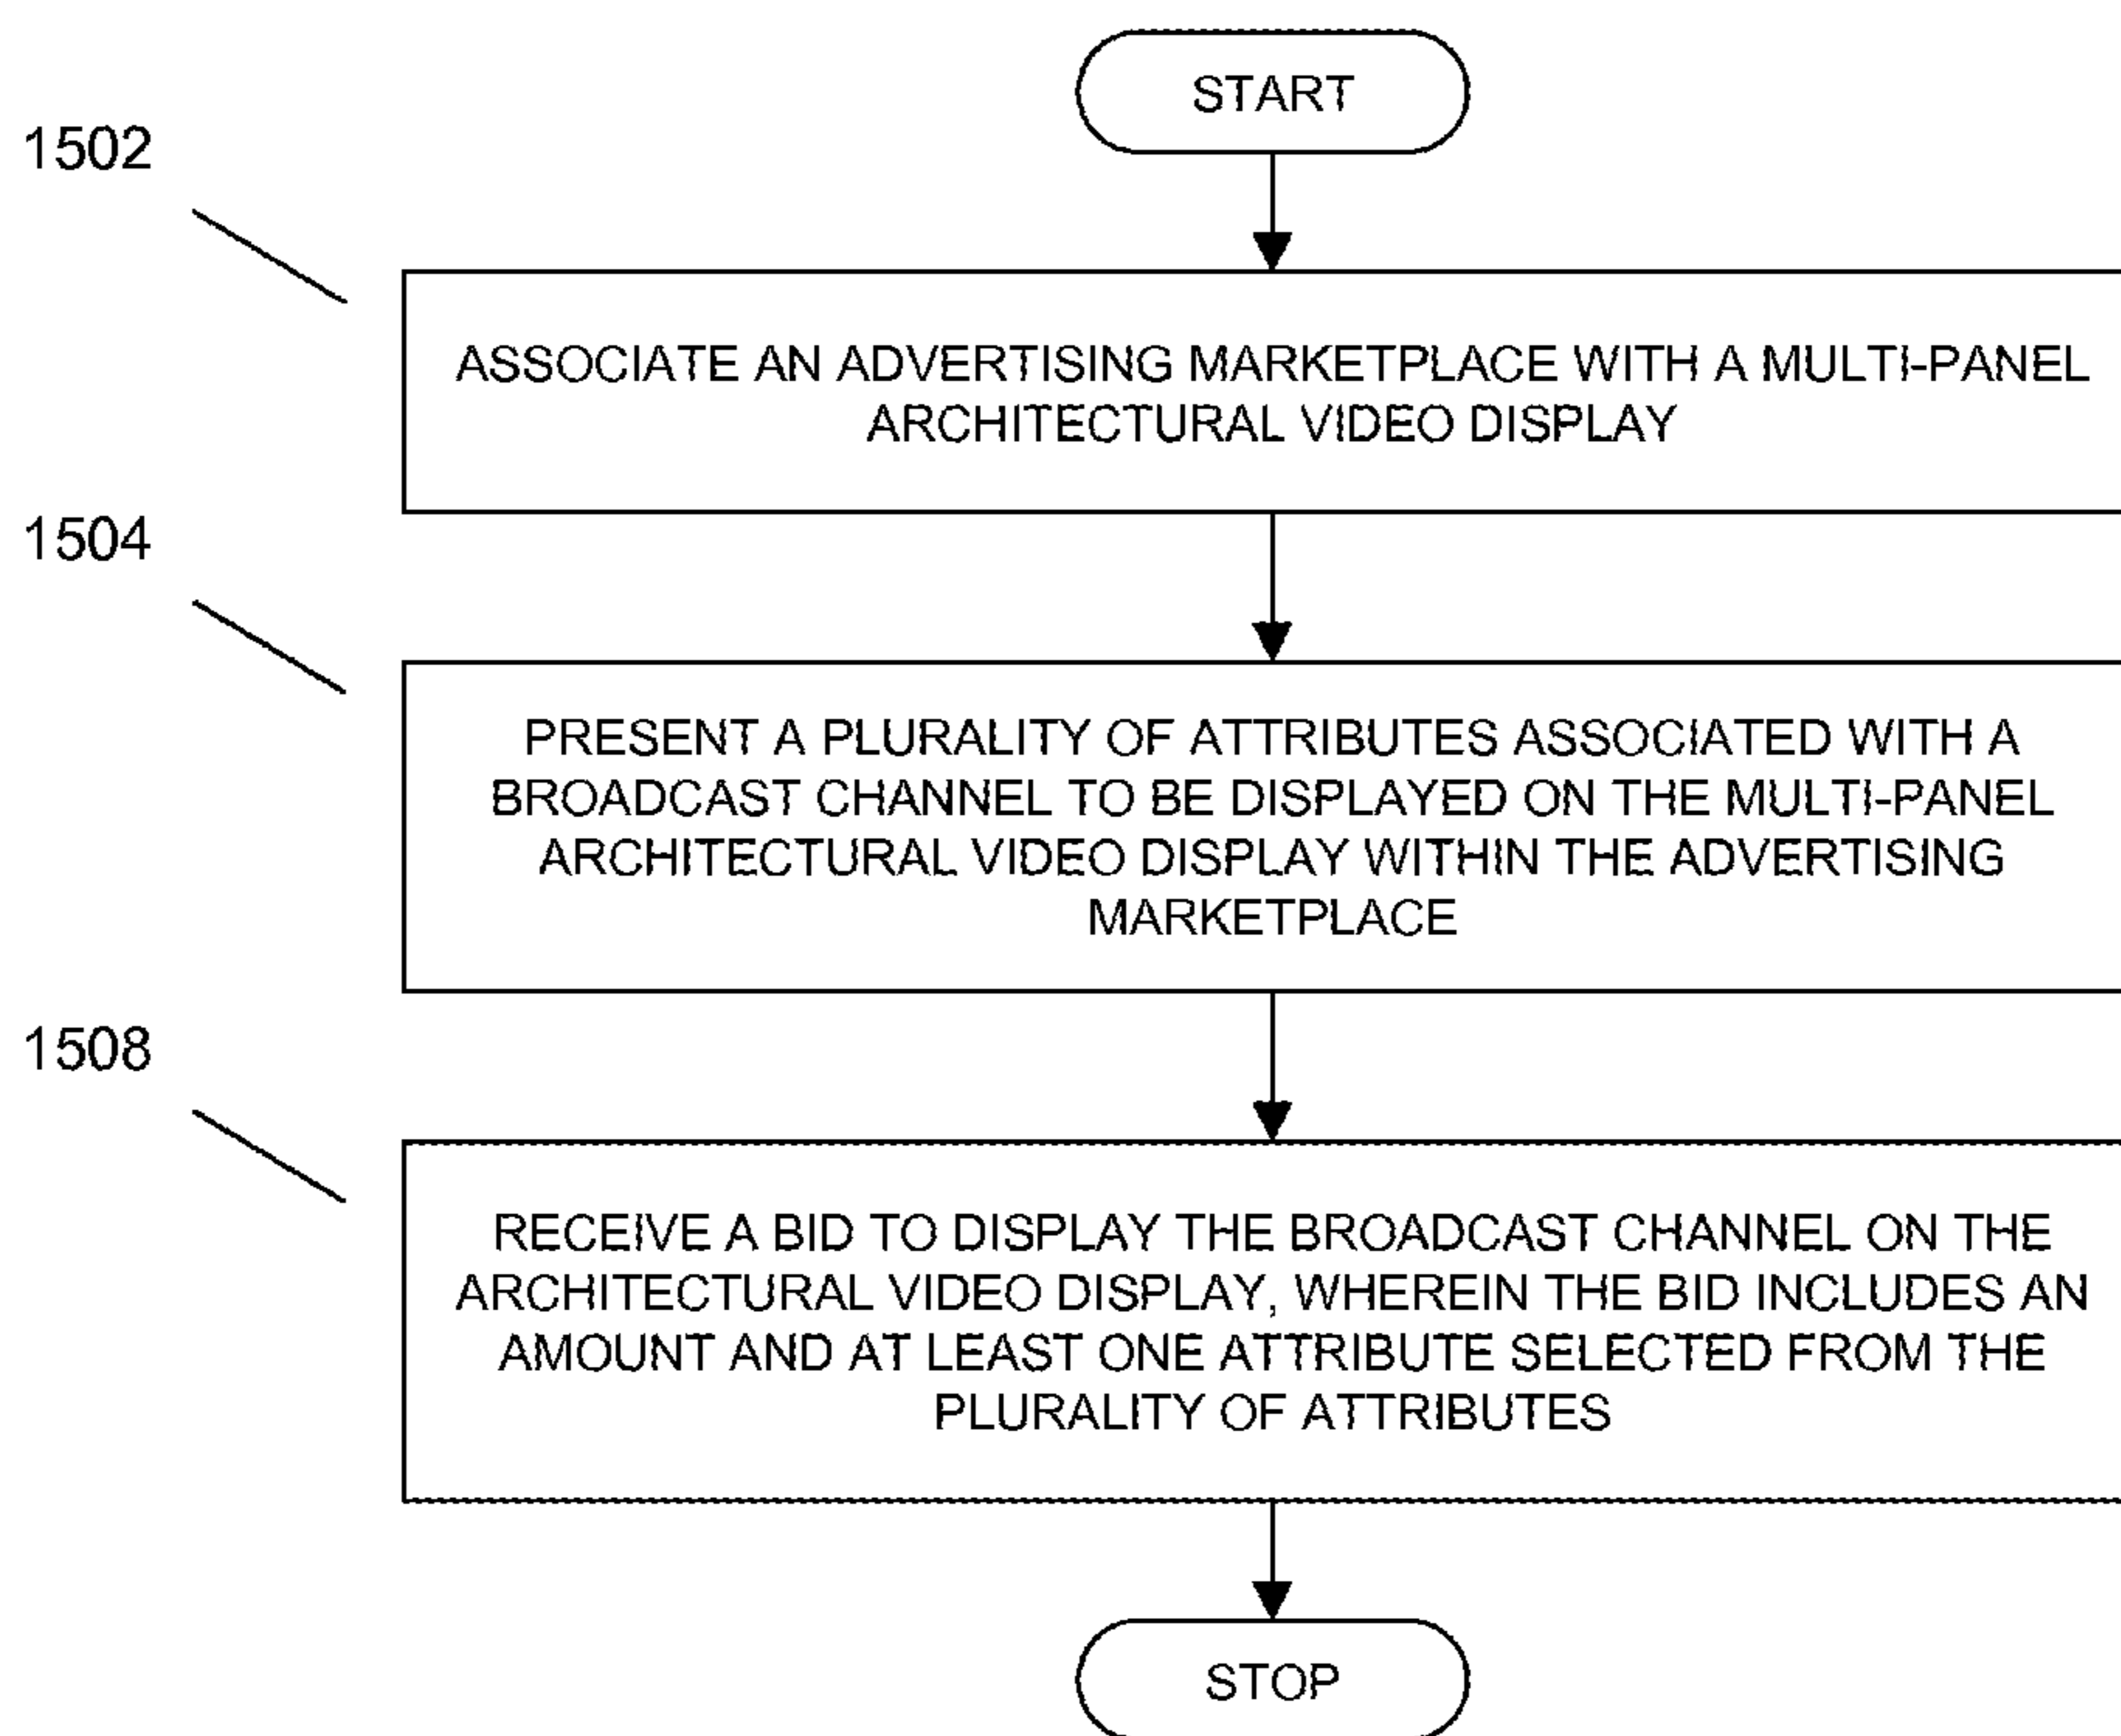 START
1502
ASSOCIATE AN ADVERTISING MARKETPLACE WITH A MULTI-PANEL
ARCHITECTURAL VIDEO DISPLAY
1504
PRESENT A PLURALITY OF ATTRIBUTES ASSOCIATED WITH A
BROADCAST CHANNEL TO BE DISPLAYED ON THE MULTI-PANEL
ARCHITECTURAL VIDEO DISPLAY WITHIN THE ADVERTISING
MARKETPLACE
1508
RECEIVE A BID TO DISPLAY THE BROADCAST CHANNEL ON THE
ARCHITECTURAL VIDEO DISPLAY, WHEREIN THE BID INCLUDES AN
AMOUNT AND AT LEAST ONE ATTRIBUTE SELECTED FROM THE
PLURALITY OF ATTRIBUTES
STOP